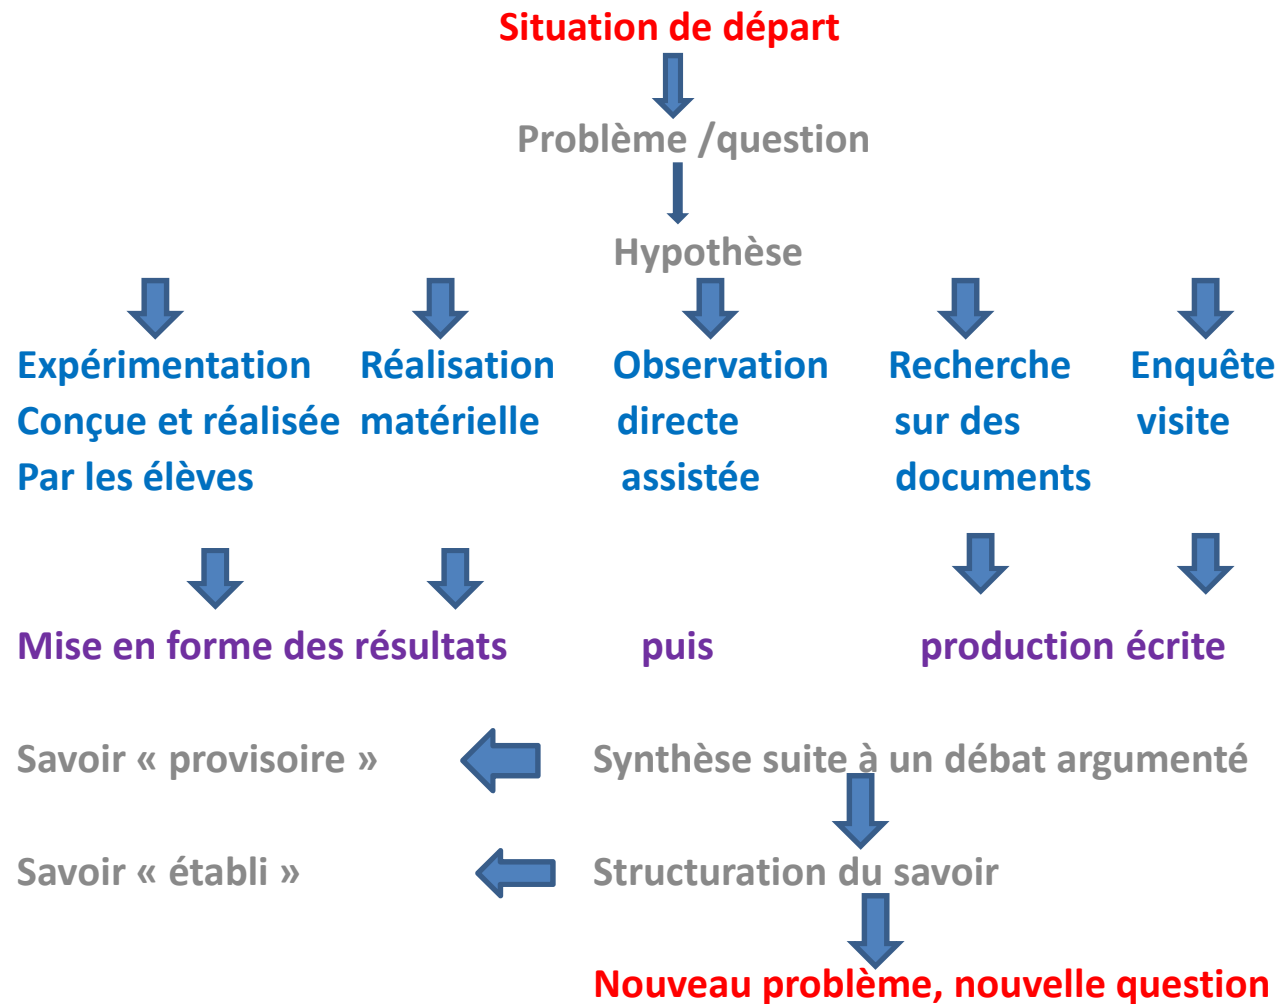 Situation de départ
Problème /question
Hypothèse
Expérimentation Réalisation Observation Recherche Enquête
Conçue et réalisée matérielle directe sur des visite
Par les élèves assistée documents
Mise en forme des résultats puis production écrite
Savoir « provisoire » Synthèse suite à un débat argumenté
Savoir « établi » Structuration du savoir
Nouveau problème, nouvelle question